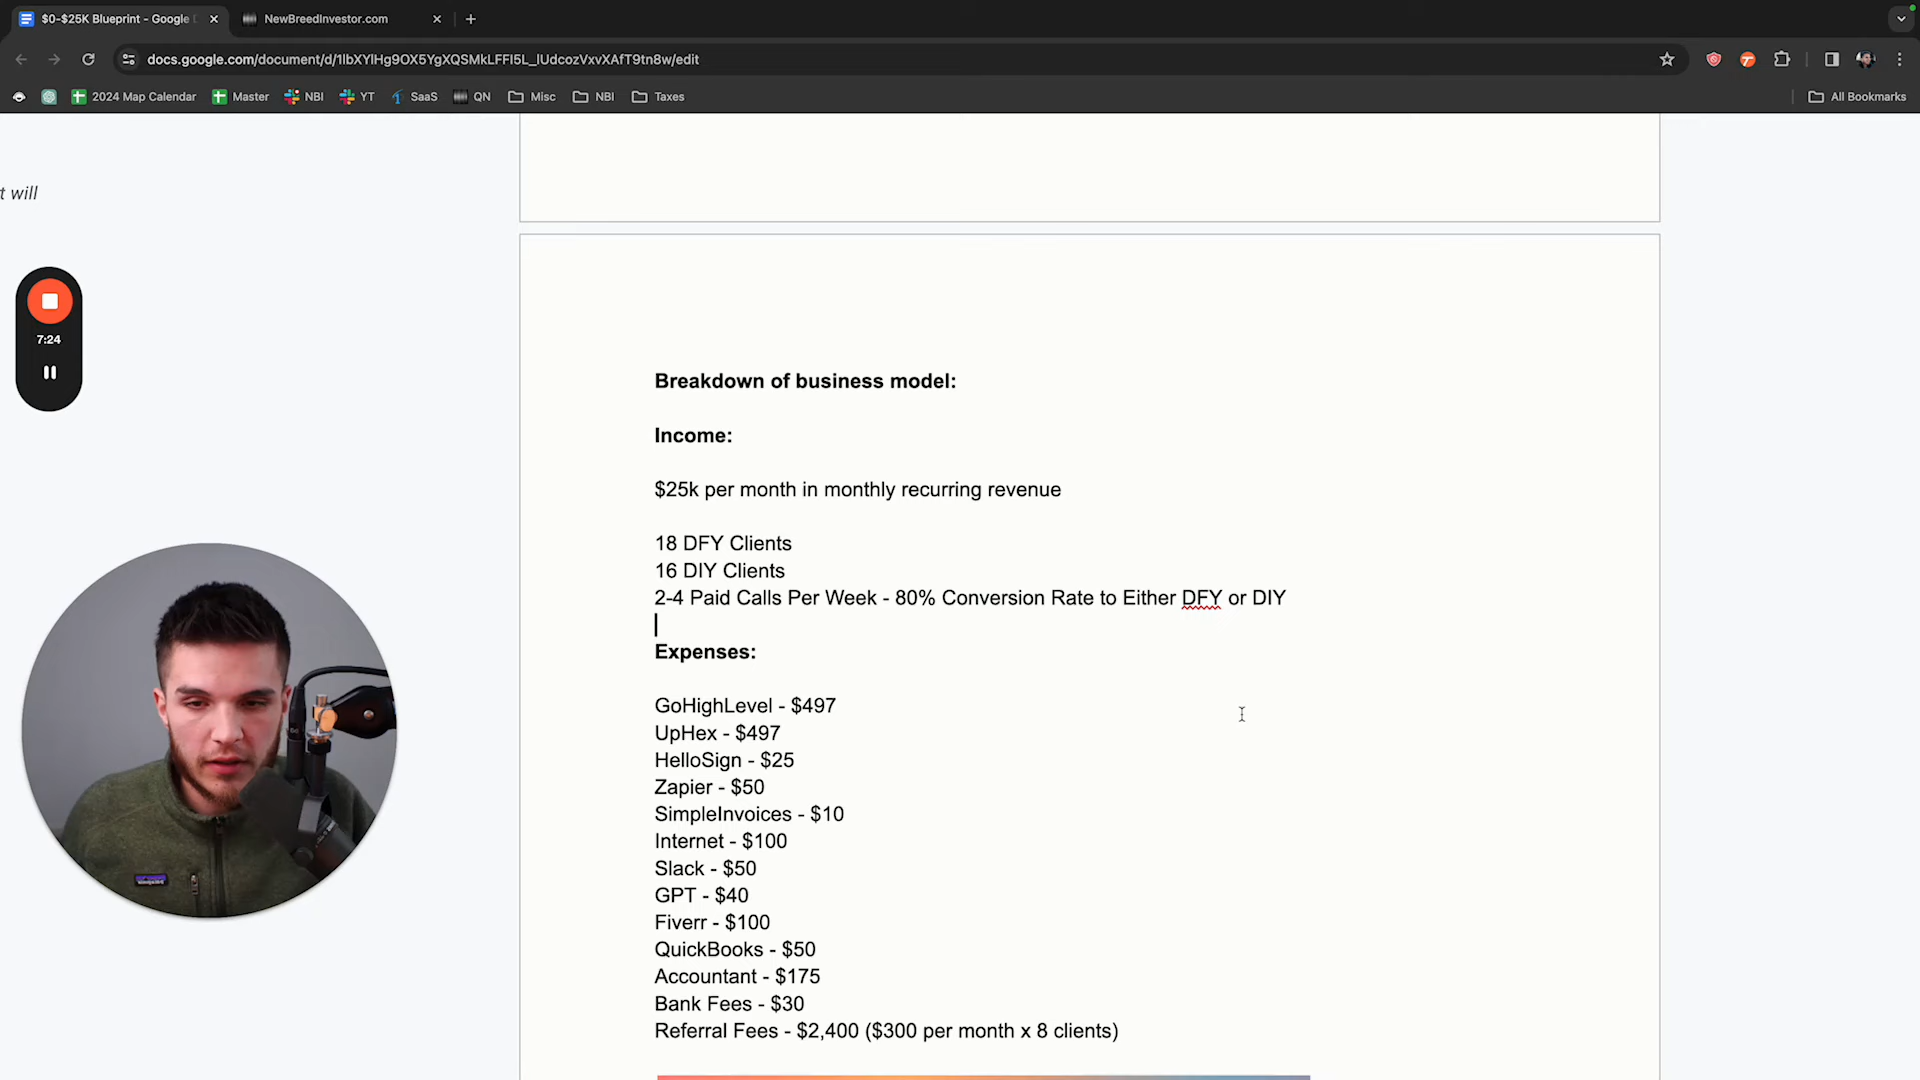 $0-$25K Blueprint - Google
NewBreedInvestor.com
docs.google.com/document/d/1lbXYlHg9OX5YgXQSMkLFFI5L_lUdcozVxvXAfT9tn8w/edit
2024 Map Calendar
Master
NBI
YT
SaaS
QN
Misc
NBI
Taxes
All Bookmarks
t will
7:24
Breakdown of business model:
Income:
$25k per month in monthly recurring revenue
18 DFY Clients
16 DIY Clients
2-4 Paid Calls Per Week - 80% Conversion Rate to Either DFY or DIY
Expenses:
GoHighLevel - $497
UpHex - $497
HelloSign - $25
Zapier - $50
SimpleInvoices - $10
Internet - $100
Slack - $50
GPT - $40
Fiverr - $100
QuickBooks - $50
Accountant - $175
Bank Fees - $30
Referral Fees - $2,400 ($300 per month x 8 clients)